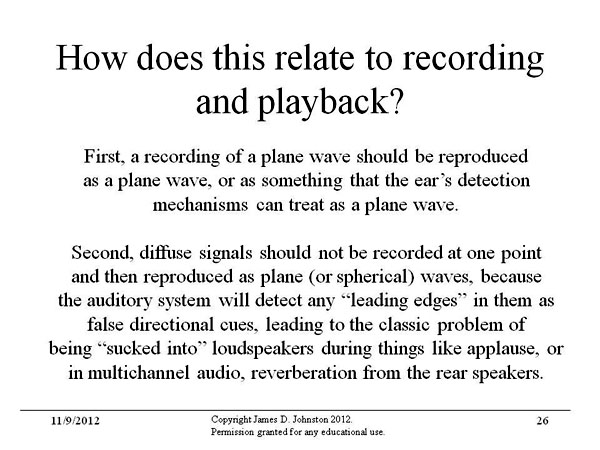 How does this relate to recording
and playback?
First, a recording of a plane wave should be reproduced
as a plane wave, or as something that the ear's detection
mechanisms can treat as a plane wave.
Second, diffuse signals should not be recorded at one point
and then reproduced as plane (or spherical) waves, because
the auditory system will detect any “leading edges” in them as
false directional cues, leading to the classic problem of
being “sucked into” loudspeakers during things like applause, or
in multichannel audio, reverberation from the rear speakers.
11/9/2012
Copyright James D. Johnston 2012.
Permission granted for any educational use.
26